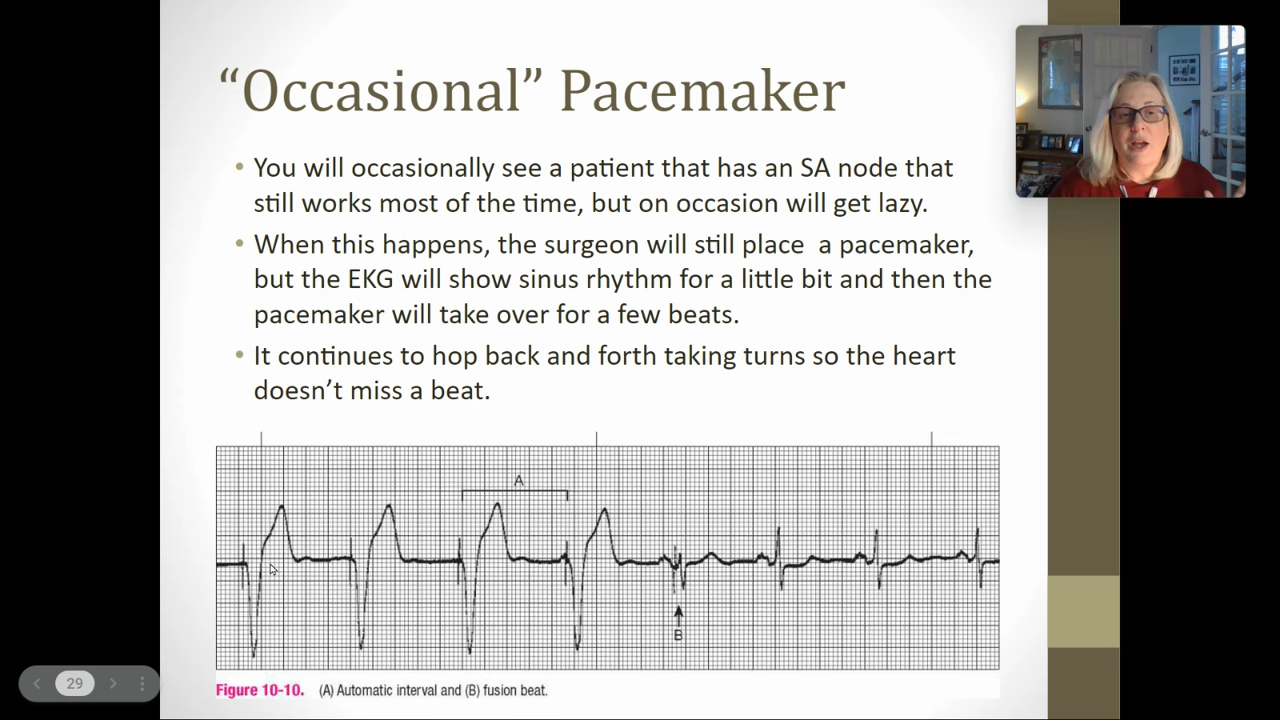 “Occasional” Pacemaker
• You will occasionally see a patient that has an SA node that
still works most of the time, but on occasion will get lazy.
• When this happens, the surgeon will still place  a pacemaker,
but the EKG will show sinus rhythm for a little bit and then the
pacemaker will take over for a few beats.
• It continues to hop back and forth taking turns so the heart
doesn’t miss a beat.
A
B
29
Figure 10-10. (A) Automatic interval and (B) fusion beat.